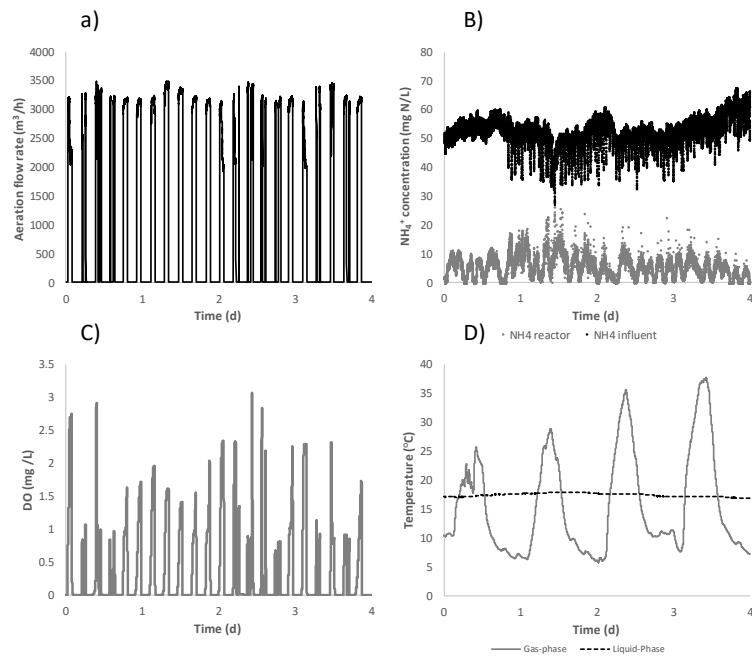 a)
B)
4000
3500
3000
2500
2000
1500
1000
500
0
Aeration flow rate (m³/h)
0 1 2 3 4
Time (d)
80
70
60
50
40
30
20
10
0
NH₄⁺ concentration (mg N/L)
0 1 2 3 4
Time (d)
NH4 reactor NH4 influent
C)
D)
3.5
3
2.5
2
1.5
1
0.5
0
DO (mg /L)
0 1 2 3 4
Time (d)
40
35
30
25
20
15
10
5
0
Temperature (°C)
0 1 2 3 4
Time (d)
Gas-phase Liquid-Phase